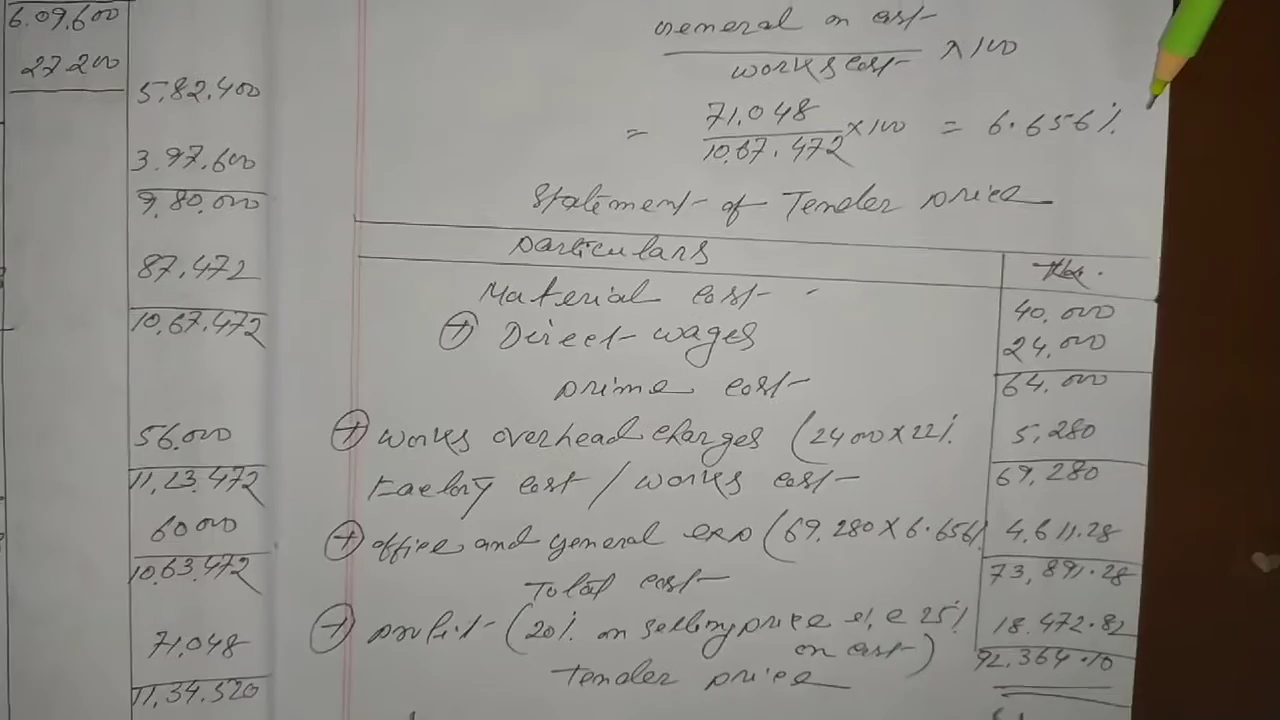 6.09.600
27200
5.82.400
3.97.600
9,80,000
87.472
10,67.472
56.000
11,23.472
6000
10,63.472
71.048
11,34.520
General on cost
works cost × 100
= 71.048
10.67.472 × 100 = 6.656%
Statement of Tender price
particulars
Tk.
Material cost 40,000
+ Direct wages 24,000
prime cost 64,000
+ works overhead charges (2400×22% 5,280
Factory cost / works cost 69,280
+ office and general exp (69.280×6.656% 4,611.28
Total cost 73,891.28
+ profit (20% on selling price i,e 25% 18.472.82
on cost)
Tender price 92,364.10